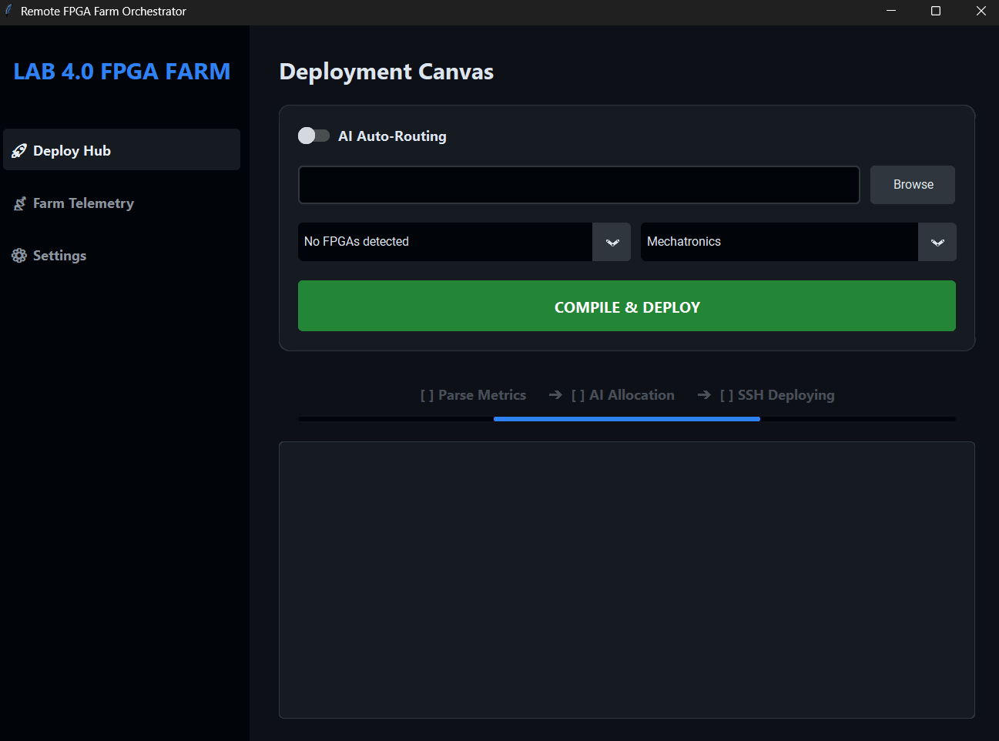 Remote FPGA Farm Orchestrator
LAB 4.0 FPGA FARM
Deploy Hub
Farm Telemetry
Settings
Deployment Canvas
AI Auto-Routing
Browse
No FPGAs detected
Mechatronics
COMPILE & DEPLOY
[ ] Parse Metrics ➔ [ ] AI Allocation ➔ [ ] SSH Deploying